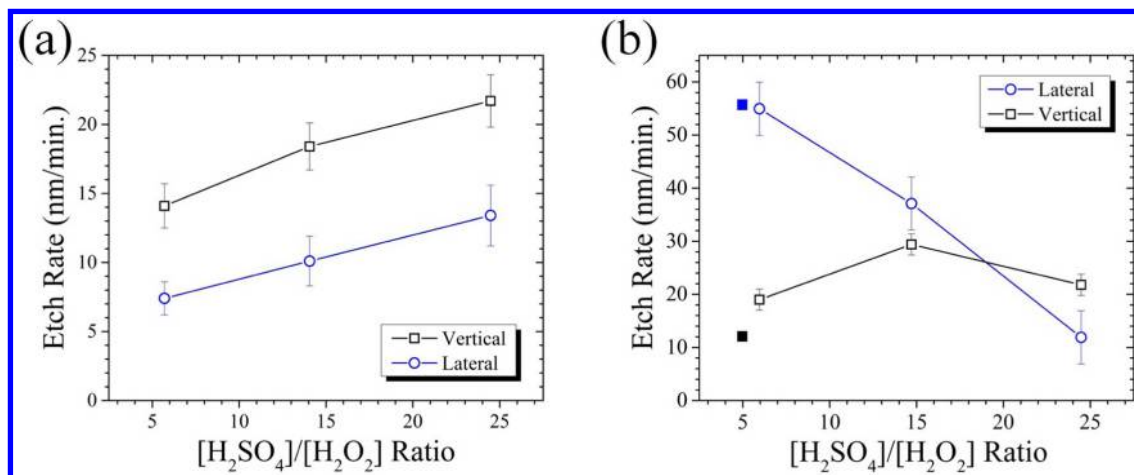 (a)
25
20
15
10
5
0
Etch Rate (nm/min.)
Vertical
Lateral
5 10 15 20 25
[H₂SO₄]/[H₂O₂] Ratio
(b)
60
50
40
30
20
10
0
Etch Rate (nm/min.)
Lateral
Vertical
5 10 15 20 25
[H₂SO₄]/[H₂O₂] Ratio